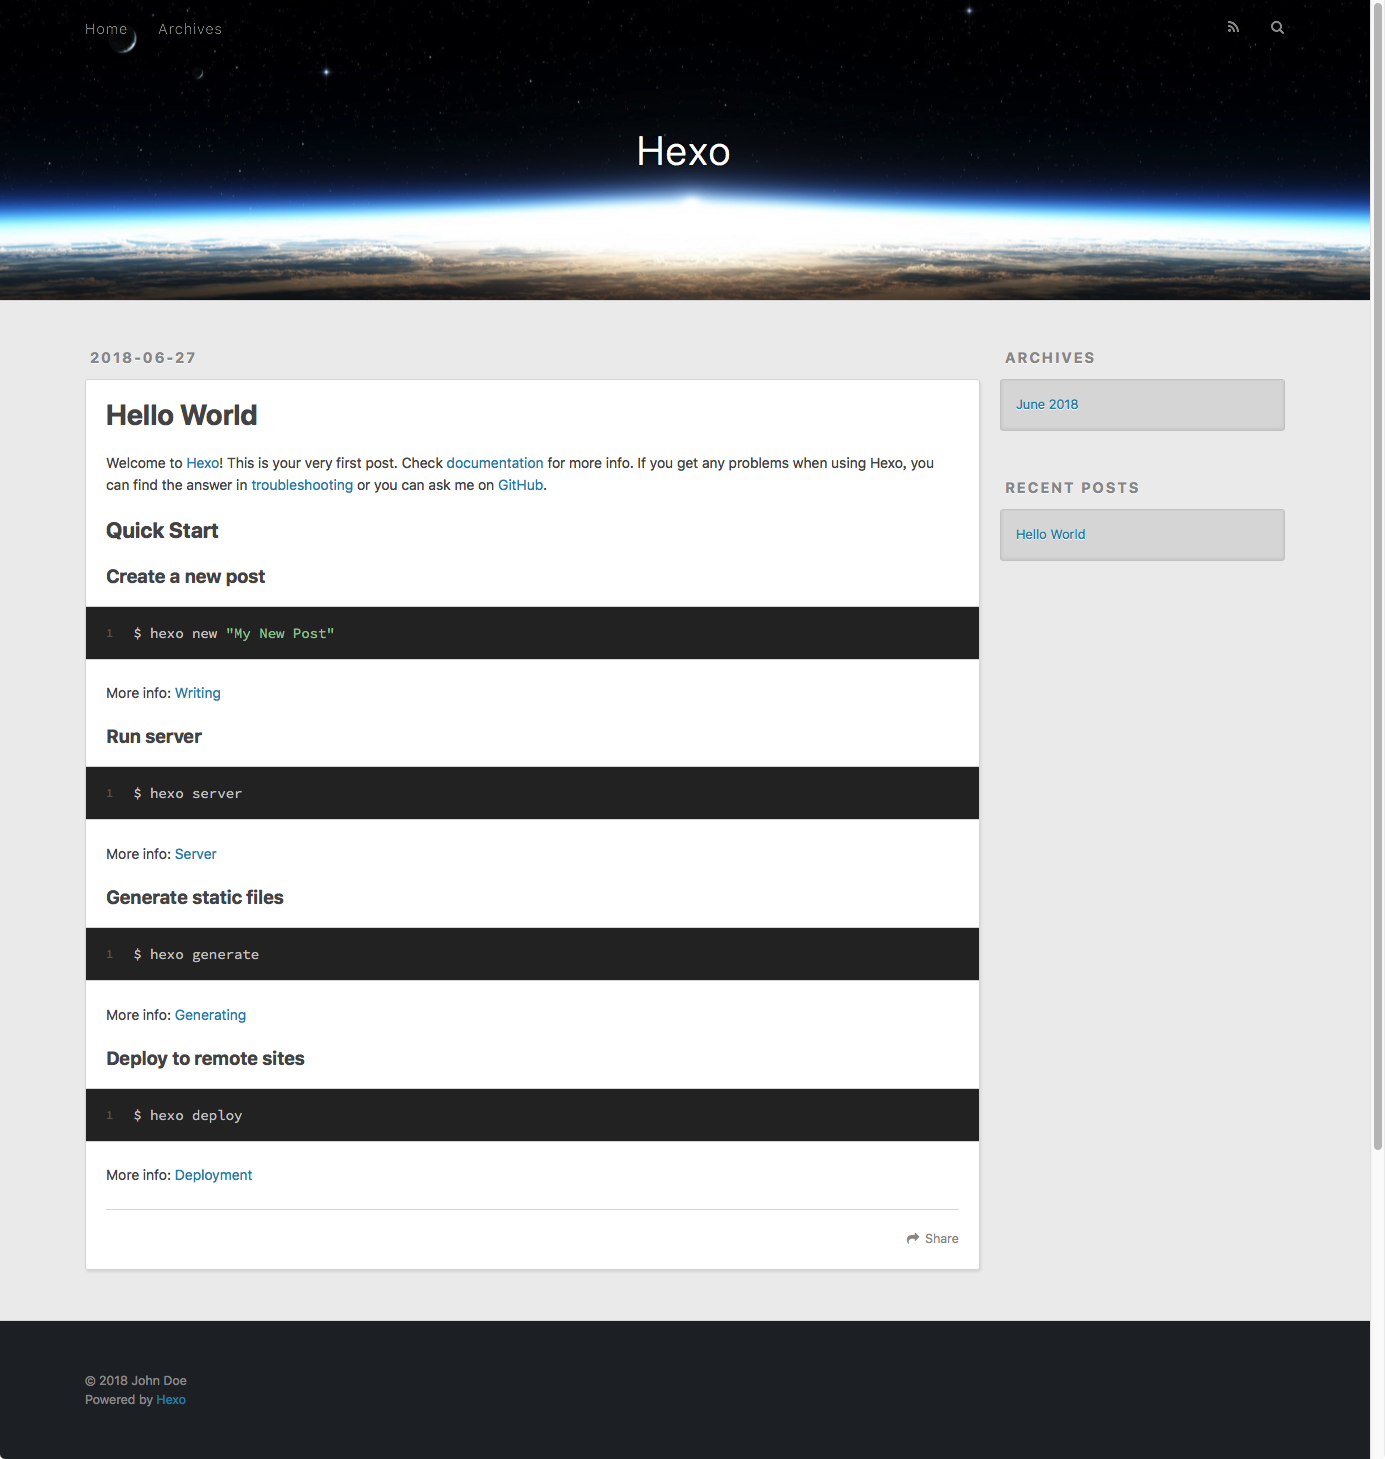 Home Archives
Hexo
2018-06-27
Hello World
Welcome to Hexo! This is your very first post. Check documentation for more info. If you get any problems when using Hexo, you
can find the answer in troubleshooting or you can ask me on GitHub.
Quick Start
Create a new post
1 $ hexo new "My New Post"
More info: Writing
Run server
1 $ hexo server
More info: Server
Generate static files
1 $ hexo generate
More info: Generating
Deploy to remote sites
1 $ hexo deploy
More info: Deployment
Share
ARCHIVES
June 2018
RECENT POSTS
Hello World
© 2018 John Doe
Powered by Hexo